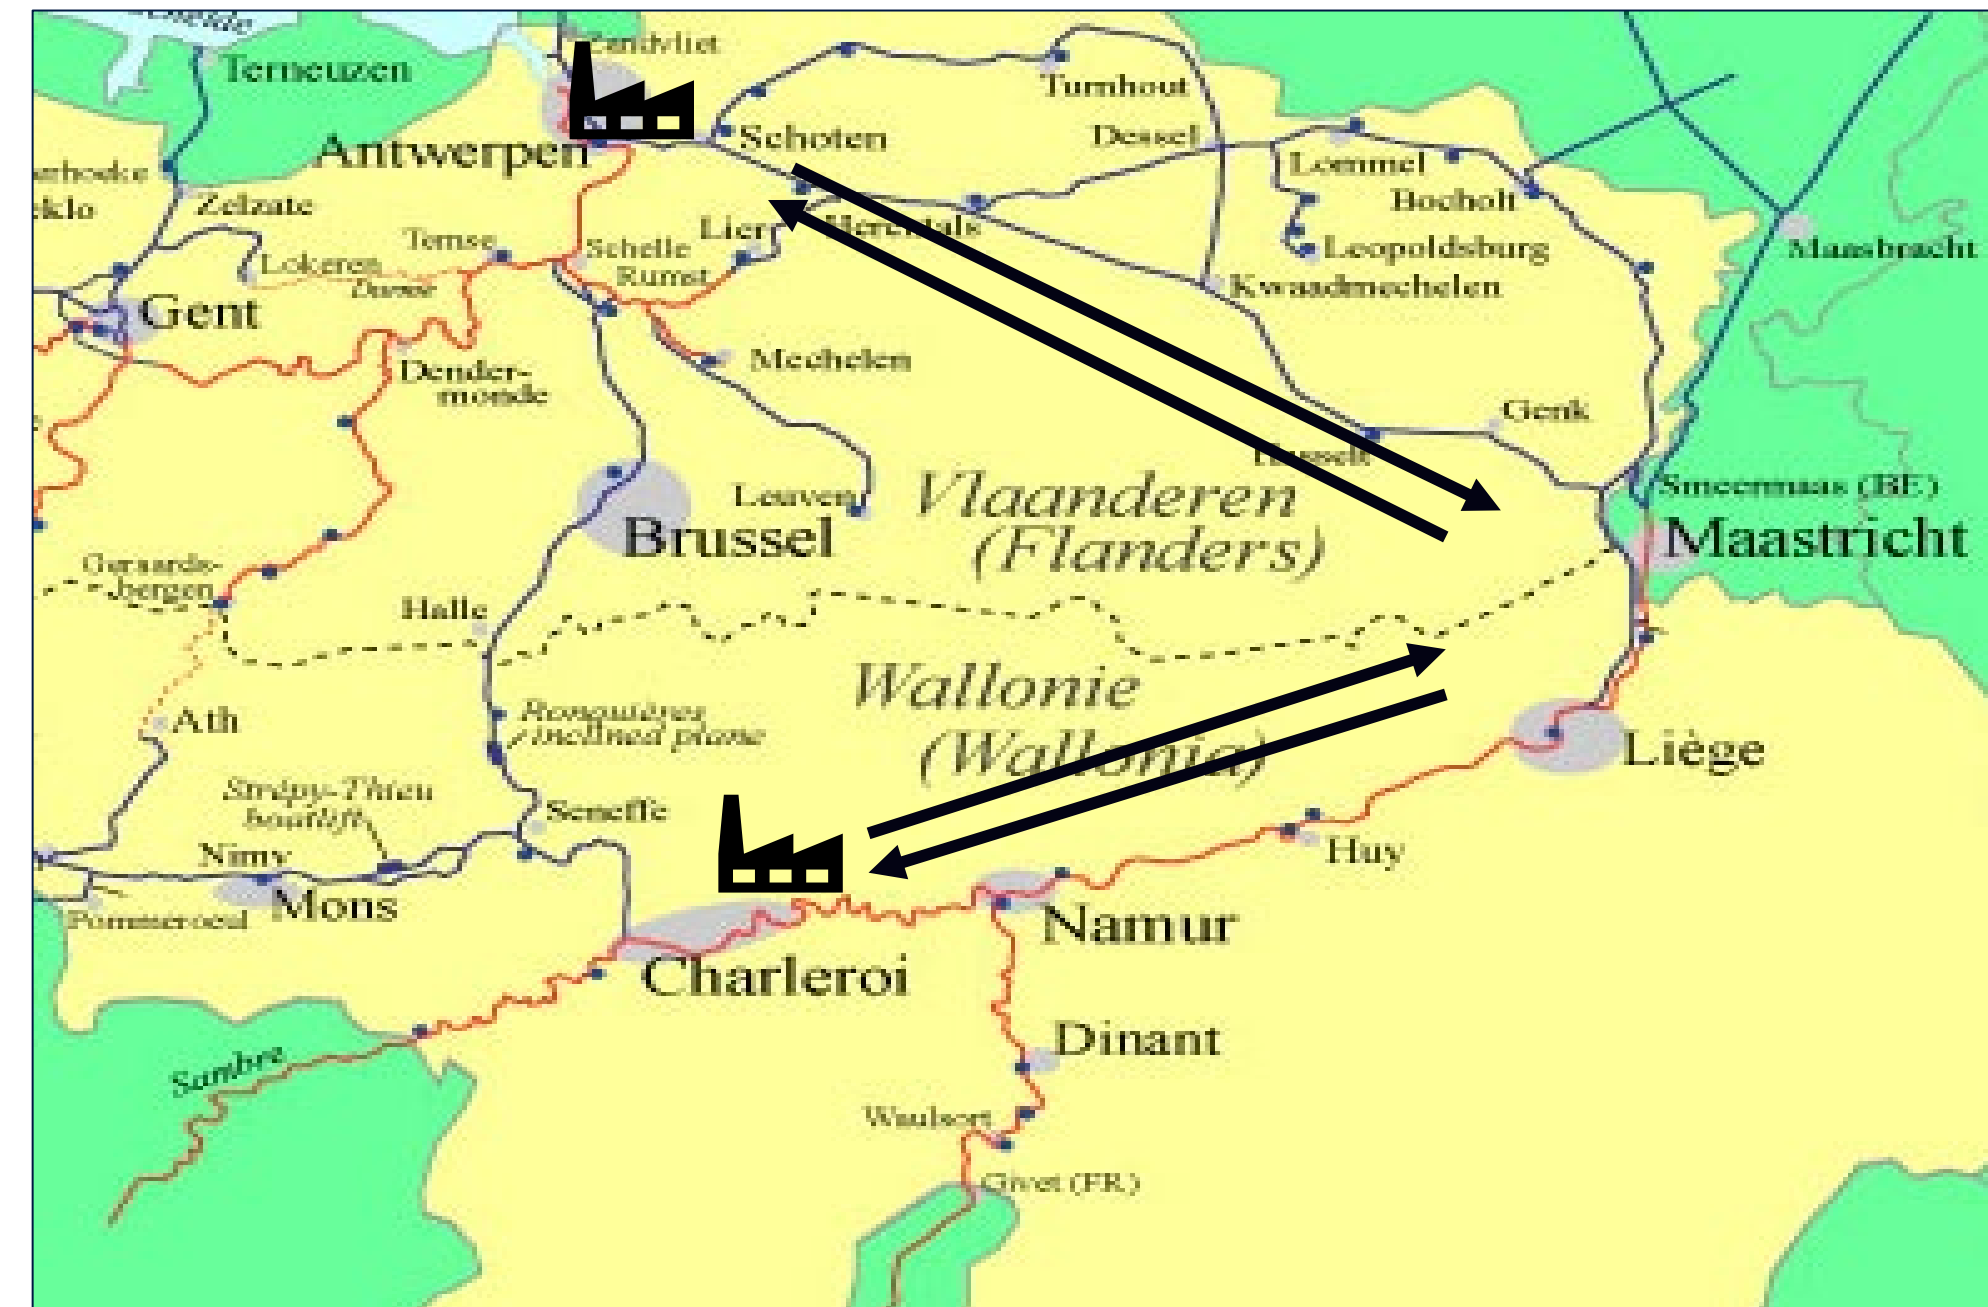 Zandvliet
Terneuzen
Turnhout
Antwerpen
Schoten
Dessel
Lommel
eklo
Zelzate
Bocholt
Temse
Schelle
Lier
Herentals
Maasbracht
Lokeren
Rumst
Leopoldsburg
Durme
Kwaadmechelen
Gent
Mechelen
Dender-
monde
Genk
Hasselt
Leuven
Vlaanderen
(Flanders)
Smeermaas (BE)
Brussel
Maastricht
Geraards-
bergen
Halle
Wallonie
(Wallonia)
Ath
Ronquières
inclined plane
Liège
Strépy-Thieu
boatlift
Seneffe
Nimy
Huy
Mons
Pommeroeul
Namur
Charleroi
Dinant
Sambre
Waulsort
Givet (FR)